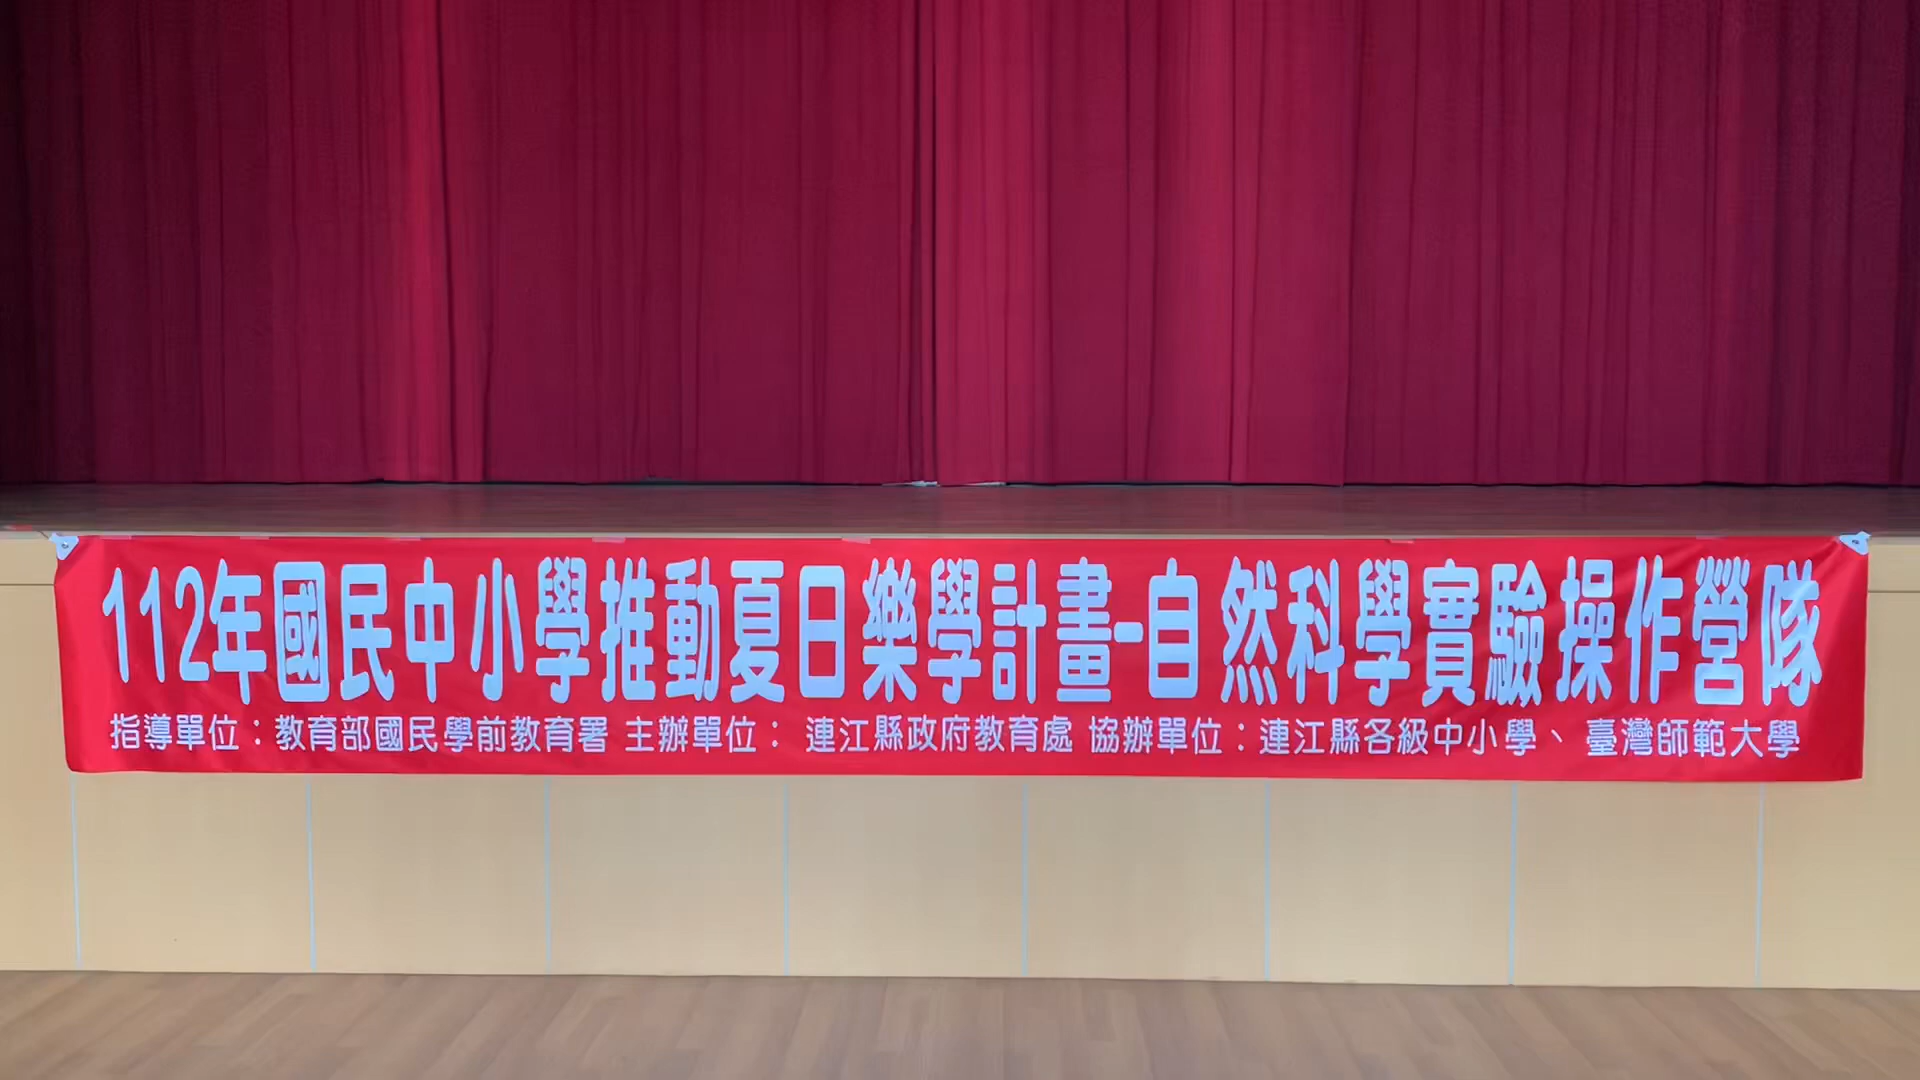 112年國民中小學推動夏日樂學計畫-自然科學實驗操作營隊
指導單位：教育部國民學前教育署 主辦單位： 連江縣政府教育處 協辦單位：連江縣各級中小學、 臺灣師範大學